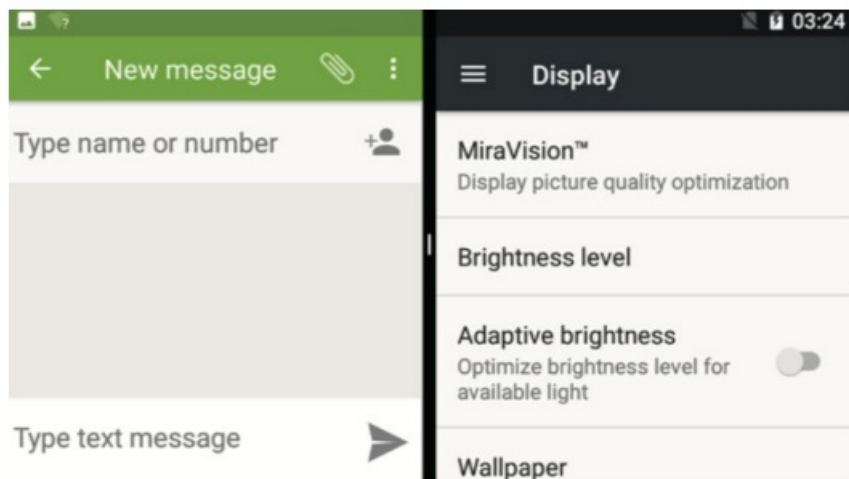 03:24
New message
Type name or number
Type text message
Display
MiraVision™
Display picture quality optimization
Brightness level
Adaptive brightness
Optimize brightness level for
available light
Wallpaper